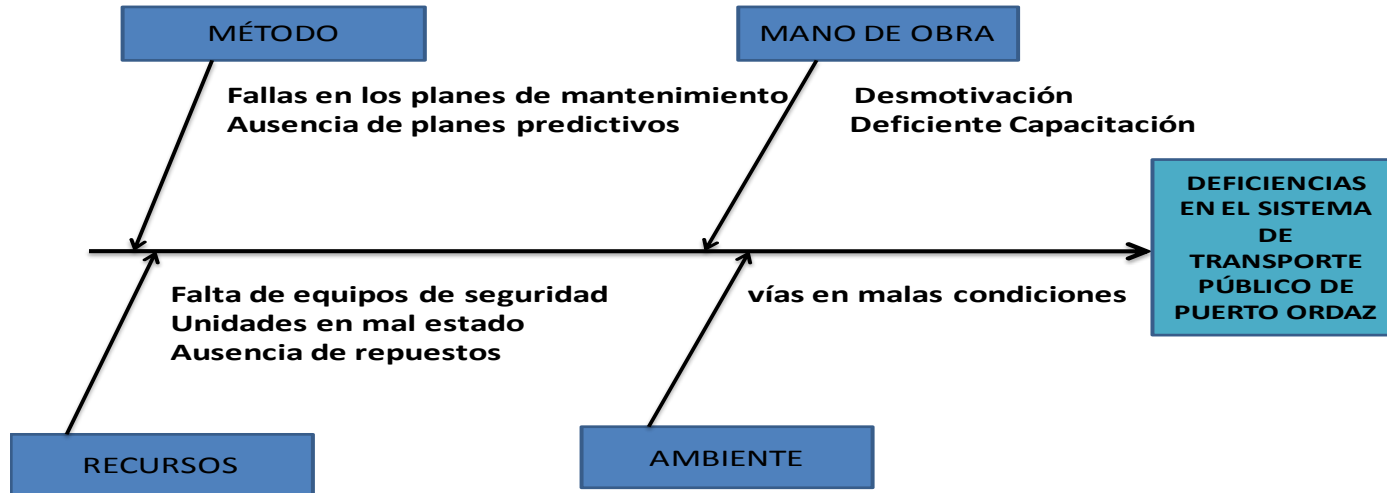 MÉTODO
MANO DE OBRA
Fallas en los planes de mantenimiento
Ausencia de planes predictivos
Desmotivación
Deficiente Capacitación
DEFICIENCIAS
EN EL SISTEMA
DE
TRANSPORTE
PÚBLICO DE
PUERTO ORDAZ
Falta de equipos de seguridad
Unidades en mal estado
Ausencia de repuestos
vías en malas condiciones
RECURSOS
AMBIENTE